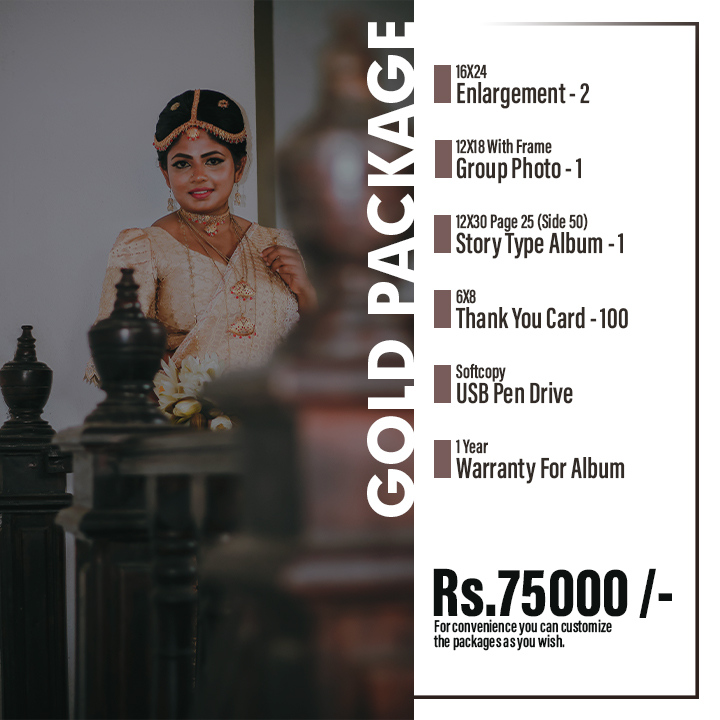 GOLD PACKAGE
16X24
Enlargement - 2
12X18 With Frame
Group Photo - 1
12X30 Page 25 (Side 50)
Story Type Album - 1
6X8
Thank You Card - 100
Softcopy
USB Pen Drive
1 Year
Warranty For Album
Rs.75000 /-
For convenience you can customize
the packages as you wish.